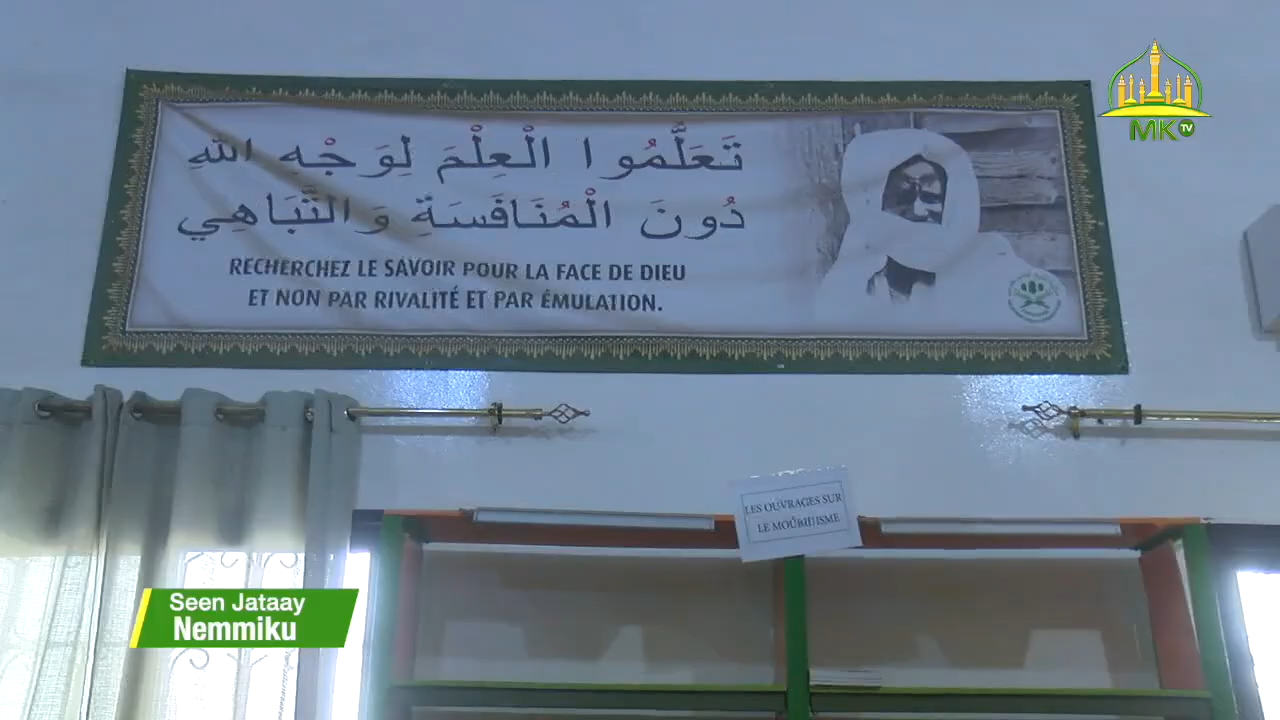 تَعَلَّمُوا الْعِلْمَ لِوَجْهِ اللهِ
دُونَ الْمُنَافَسَةِ وَالتَّبَاهِي
RECHERCHEZ LE SAVOIR POUR LA FACE DE DIEU
ET NON PAR RIVALITÉ ET PAR ÉMULATION.
MK TV
LES OUVRAGES SUR
LE MOURIDISME
Seen Jataay
Nemmiku